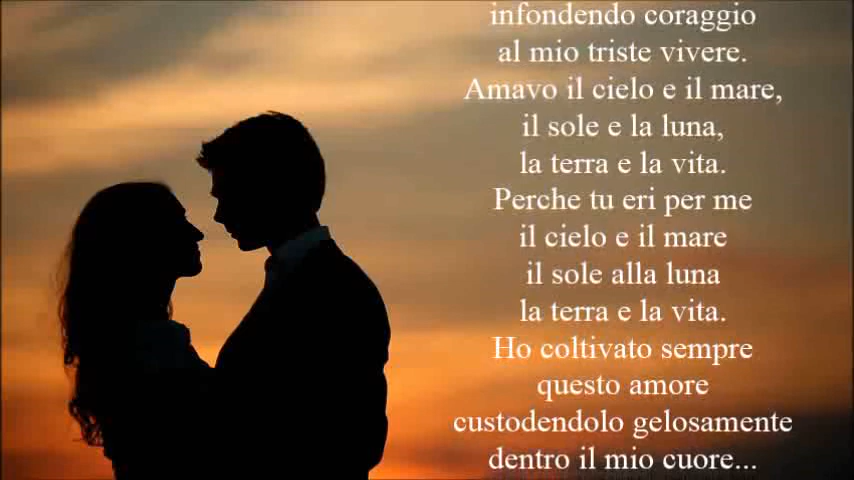 infondendo coraggio
al mio triste vivere.
Amavo il cielo e il mare,
il sole e la luna,
la terra e la vita.
Perche tu eri per me
il cielo e il mare
il sole alla luna
la terra e la vita.
Ho coltivato sempre
questo amore
custodendolo gelosamente
dentro il mio cuore...